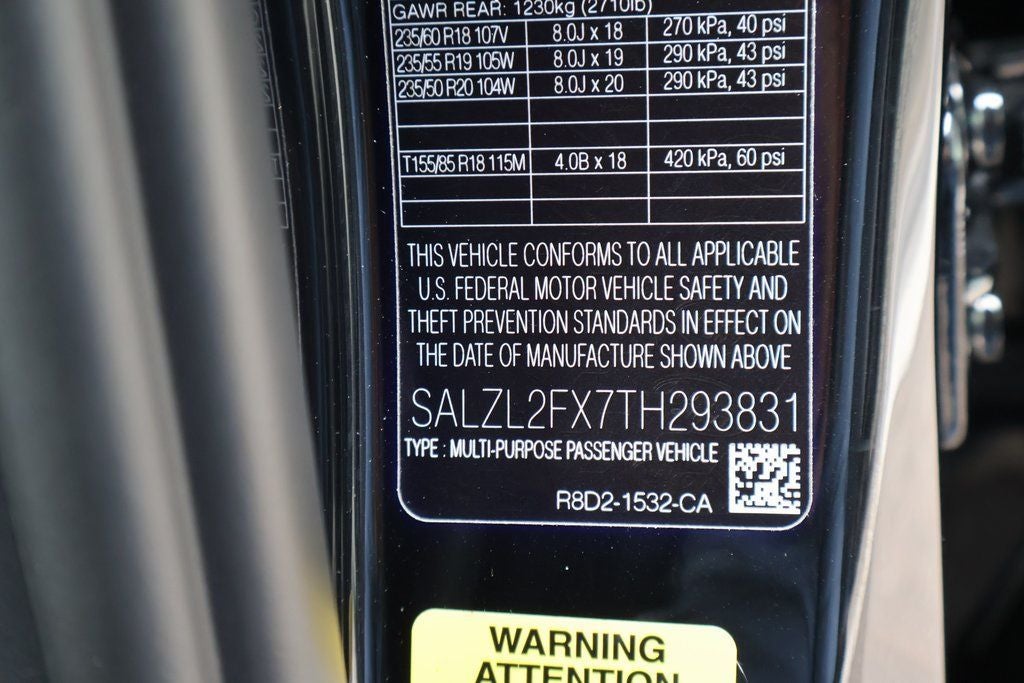 GAWR REAR: 1230kg (2710lb)
235/60 R18 107V 8.0J x 18 270 kPa, 40 psi
235/55 R19 105W 8.0J x 19 290 kPa, 43 psi
235/50 R20 104W 8.0J x 20 290 kPa, 43 psi
T155/85 R18 115M 4.0B x 18 420 kPa, 60 psi
THIS VEHICLE CONFORMS TO ALL APPLICABLE
U.S. FEDERAL MOTOR VEHICLE SAFETY AND
THEFT PREVENTION STANDARDS IN EFFECT ON
THE DATE OF MANUFACTURE SHOWN ABOVE
SALZL2FX7TH293831
TYPE : MULTI-PURPOSE PASSENGER VEHICLE
R8D2-1532-CA
WARNING
ATTENTION